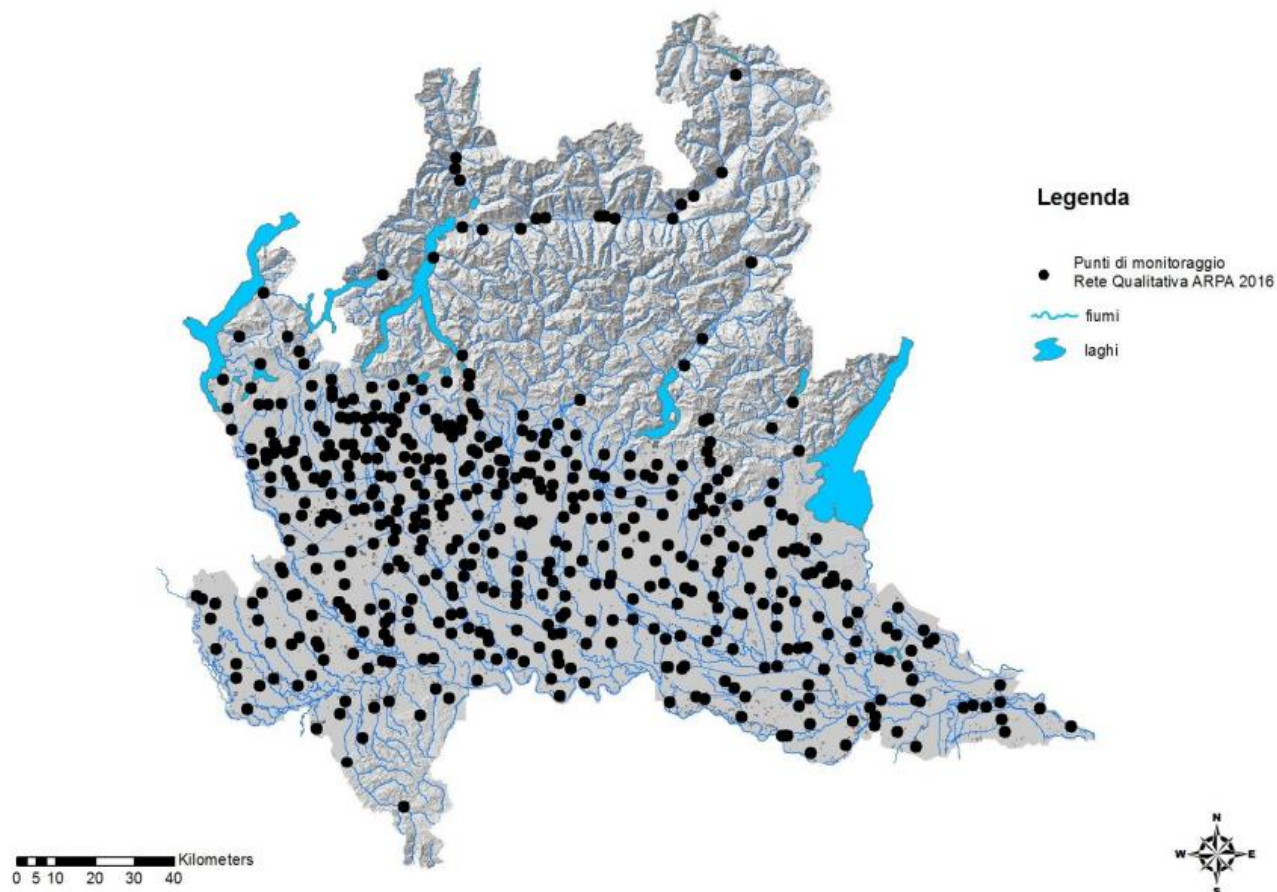 Legenda
Punti di monitoraggio
Rete Qualitativa ARPA 2016
fiumi
laghi
Kilometers
0 5 10 20 30 40
N
W E
S